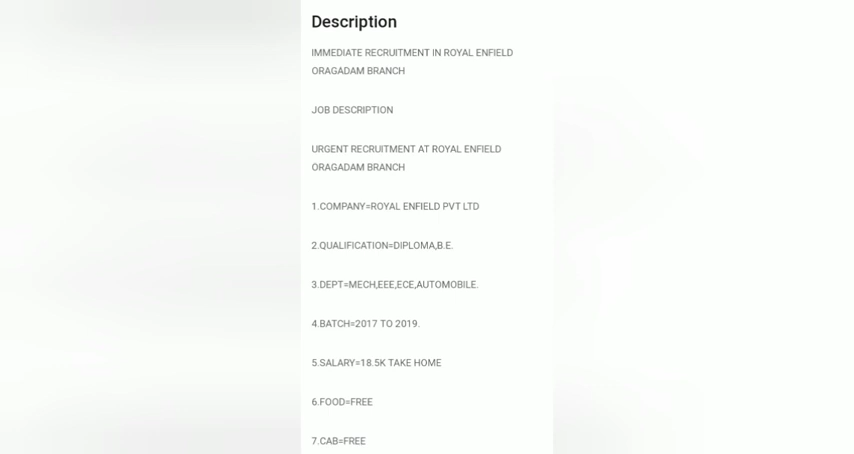 Description
IMMEDIATE RECRUITMENT IN ROYAL ENFIELD
ORAGADAM BRANCH
JOB DESCRIPTION
URGENT RECRUITMENT AT ROYAL ENFIELD
ORAGADAM BRANCH
1.COMPANY=ROYAL ENFIELD PVT LTD
2.QUALIFICATION=DIPLOMA,B.E.
3.DEPT=MECH,EEE,ECE,AUTOMOBILE.
4.BATCH=2017 TO 2019.
5.SALARY=18.5K TAKE HOME
6.FOOD=FREE
7.CAB=FREE